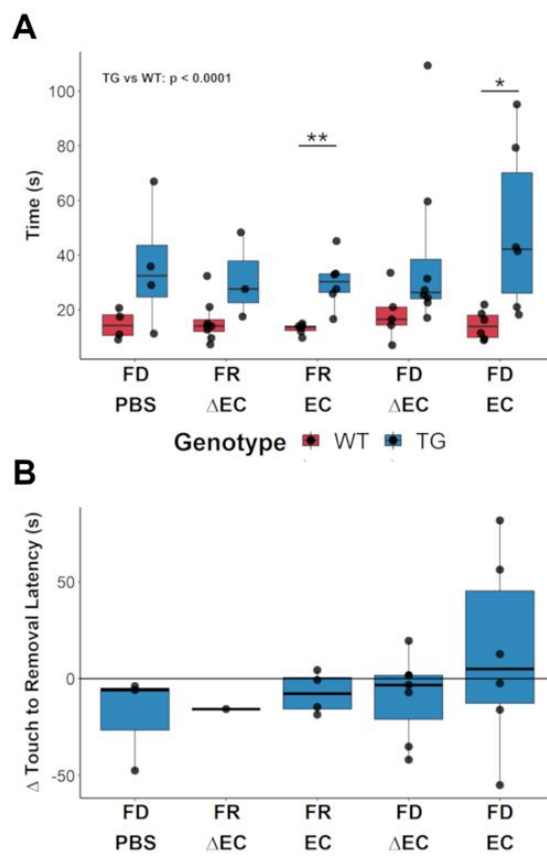 A
TG vs WT: p < 0.0001
**
*
Time (s)
100
80
60
40
20
FD FR FR FD FD
PBS ΔEC EC ΔEC EC
Genotype WT TG
B
Δ Touch to Removal Latency (s)
50
0
-50
FD FR FR FD FD
PBS ΔEC EC ΔEC EC